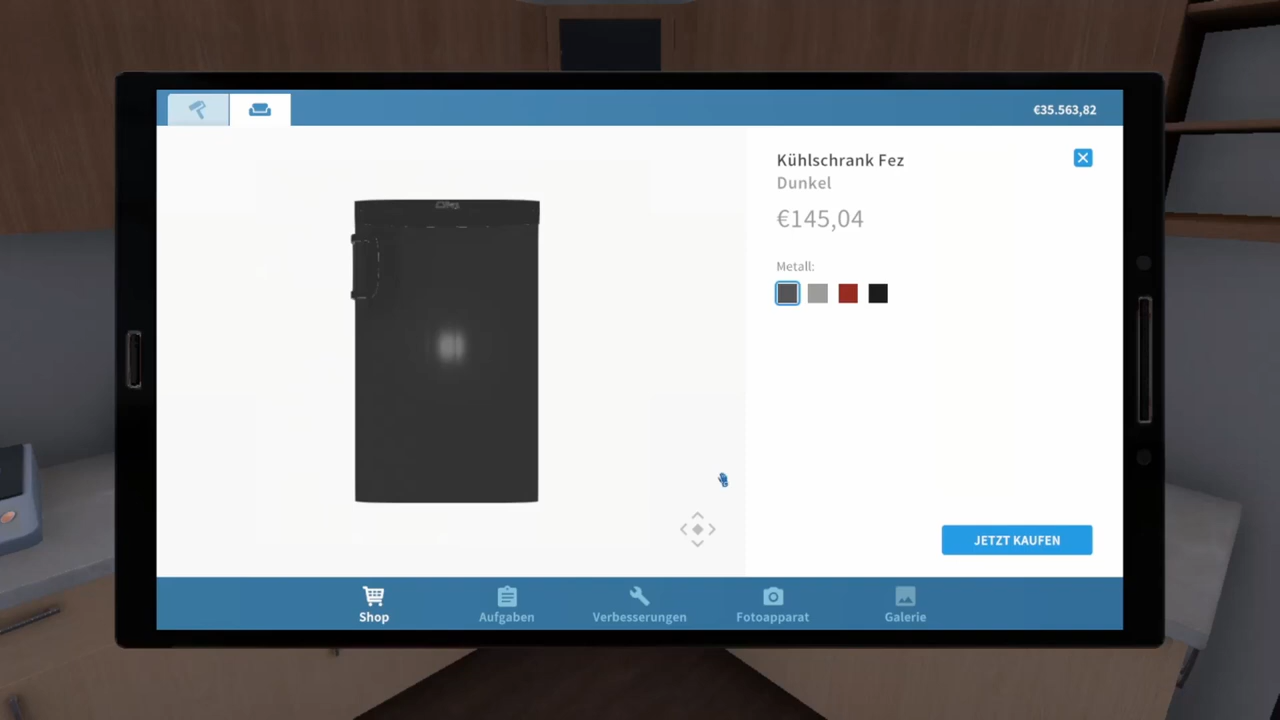 €35.563,82
Kühlschrank Fez
Dunkel
€145,04
Metall:
JETZT KAUFEN
Shop
Aufgaben
Verbesserungen
Fotoapparat
Galerie